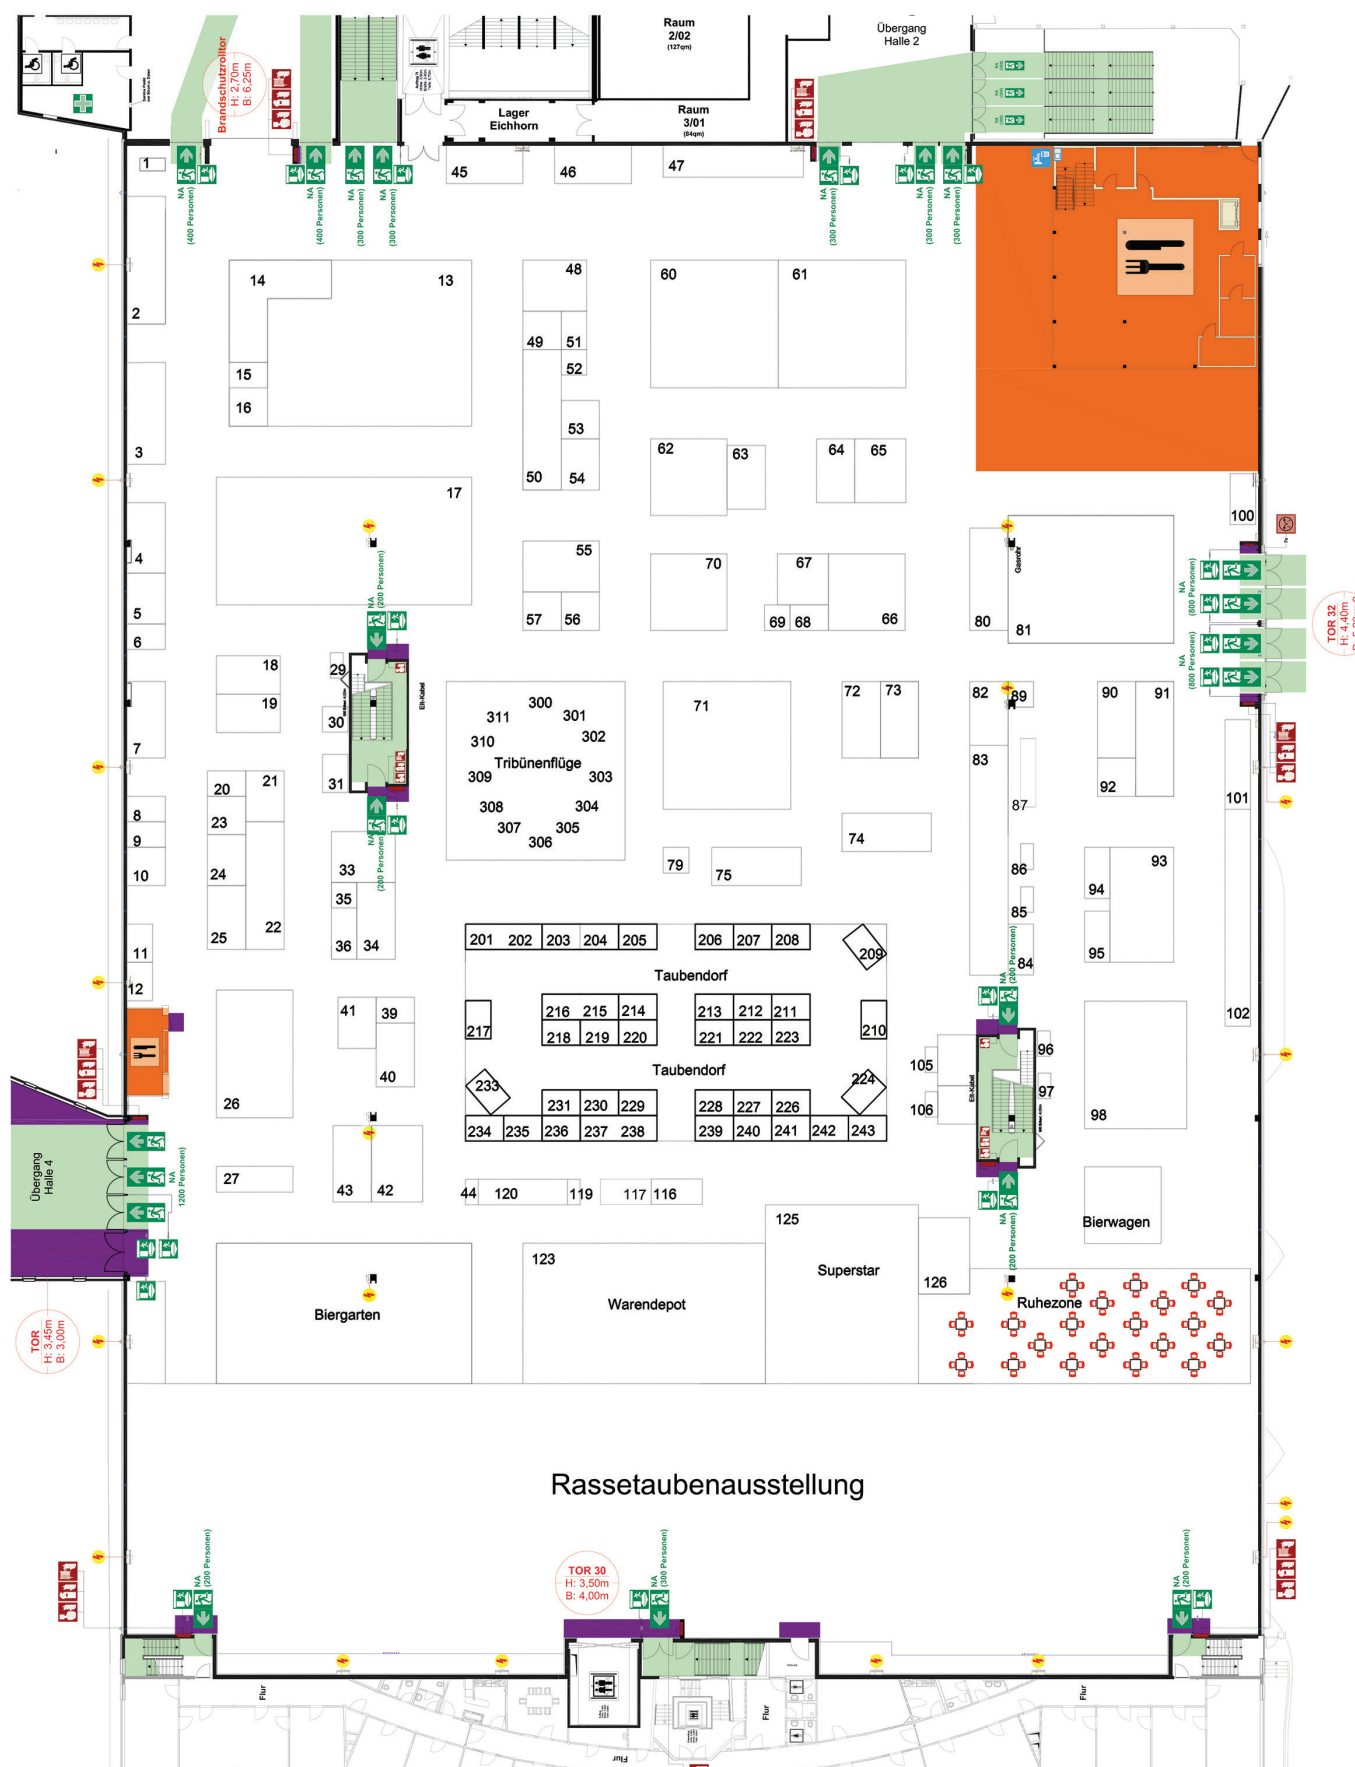 Raum
2/02
(127qm)
Übergang
Halle 2
Brandschutzrolltor
H: 2,70m
B: 6,25m
Lager
Eichhorn
Raum
3/01
(84qm)
1
45
46
47
NA
(400 Personen)
NA
(400 Personen)
NA
(300 Personen)
NA
(300 Personen)
NA
(300 Personen)
NA
(300 Personen)
NA
(300 Personen)
2
14
13
48
60
61
49
51
52
15
16
53
3
50
54
62
63
64
65
17
100
4
55
70
67
Gasrohr
NA
(200 Personen)
NA
(800 Personen)
TOR 32
H: 4,40m
5
57
56
69
68
66
80
81
6
18
29
NA
(800 Personen)
19
30
Elt-Kabel
300
311
301
310
302
71
72
73
82
89
90
91
7
31
Tribünenflüge
309
303
83
92
20
21
308
304
87
101
8
23
307
305
306
74
9
33
NA
(200 Personen)
79
75
86
93
10
24
35
94
85
22
25
36
34
201
202
203
204
205
206
207
208
209
84
95
11
Taubendorf
NA
(200 Personen)
12
41
39
217
216
215
214
213
212
211
210
102
218
219
220
221
222
223
40
105
96
Taubendorf
233
224
Elt-Kabel
97
26
106
98
231
230
229
228
227
226
234
235
236
237
238
239
240
241
242
243
Übergang
Halle 4
NA
1200 Personen)
27
43
42
44
120
119
117
116
125
NA
(200 Personen)
Bierwagen
123
Superstar
126
Biergarten
Warendepot
Ruhezone
TOR
H: 3,45m
B: 3,00m
Rassetaubenausstellung
NA
(200 Personen)
TOR 30
H: 3,50m
B: 4,00m
NA
(300 Personen)
NA
(200 Personen)
Flur
Flur
Flur
Flur